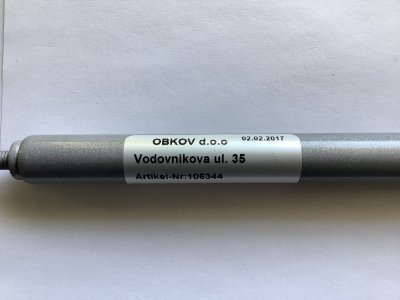 OBKOV d.o.o 02.02.2017
Vodovnikova ul. 35
Artikel-Nr:106344